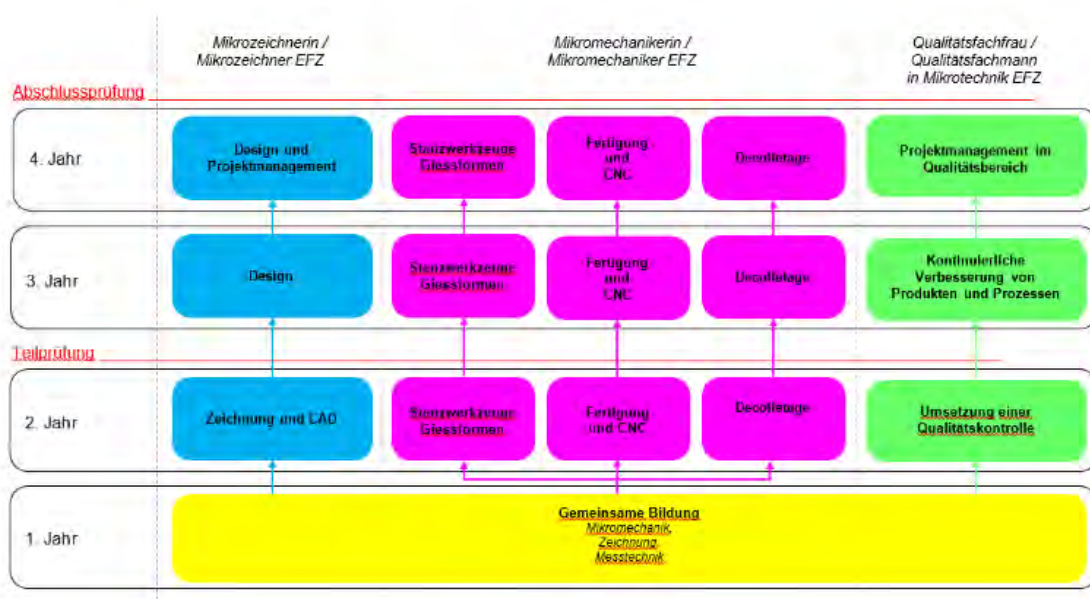 Mikrozeichnerin /
Mikrozeichner EFZ
Mikromechanikerin /
Mikromechaniker EFZ
Qualitätsfachfrau /
Qualitätsfachmann
in Mikrotechnik EFZ
Abschlussprüfung
4. Jahr
Design und
Projektmanagement
Stanzwerkzeuge
Giessformen
Fertigung
und
CNC
Decolletage
Projektmanagement im
Qualitätsbereich
3. Jahr
Design
Stanzwerkzeuge
Giessformen
Fertigung
und
CNC
Decolletage
Kontinuierliche
Verbesserung von
Produkten und Prozessen
Teilprüfung
2. Jahr
Zeichnung und CAD
Stanzwerkzeuge
Giessformen
Fertigung
und CNC
Decolletage
Umsetzung einer
Qualitätskontrolle
1. Jahr
Gemeinsame Bildung
Mikromechanik,
Zeichnung,
Messtechnik